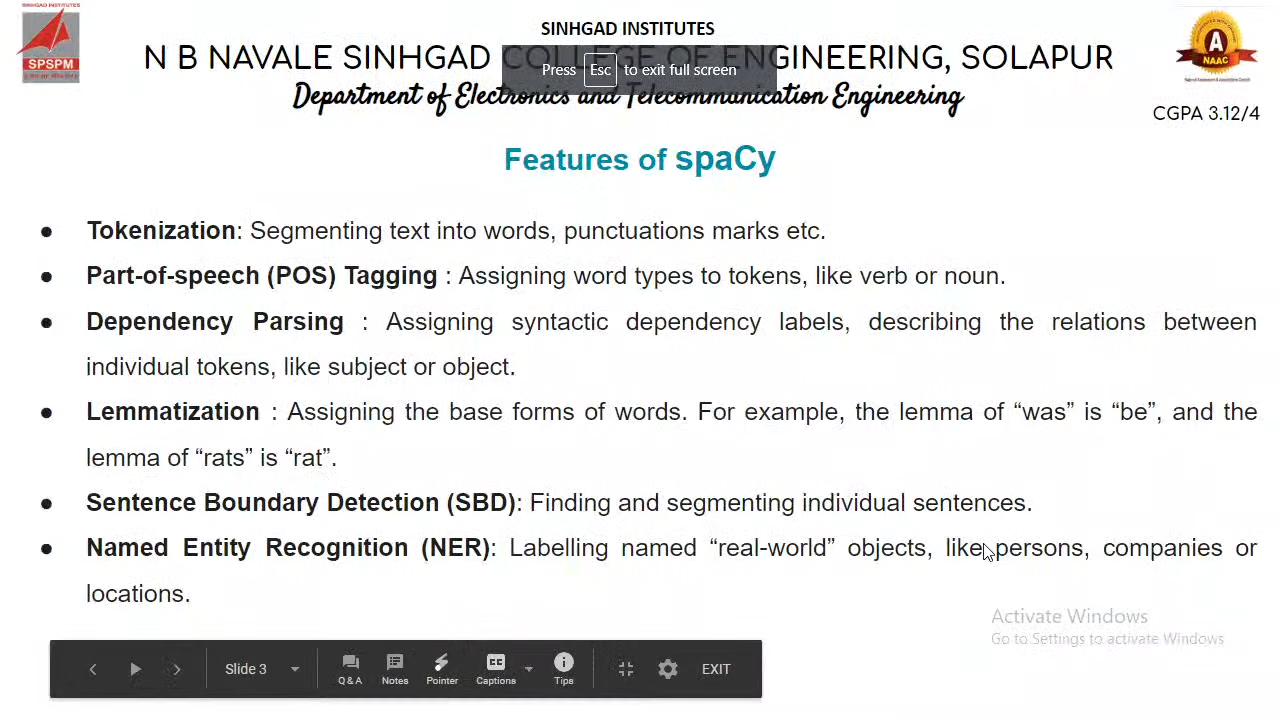 SINHGAD INSTITUTES
SINHGAD INSTITUTES
N B NAVALE SINHGAD COLLEGE OF ENGINEERING, SOLAPUR
Press Esc to exit full screen
Department of Electronics and Telecommunication Engineering
SPSPM
A
NAAC
CGPA 3.12/4
Features of spaCy
● Tokenization: Segmenting text into words, punctuations marks etc.
● Part-of-speech (POS) Tagging : Assigning word types to tokens, like verb or noun.
● Dependency Parsing : Assigning syntactic dependency labels, describing the relations between
individual tokens, like subject or object.
● Lemmatization : Assigning the base forms of words. For example, the lemma of “was” is “be”, and the
lemma of “rats” is “rat”.
● Sentence Boundary Detection (SBD): Finding and segmenting individual sentences.
● Named Entity Recognition (NER): Labelling named “real-world” objects, like persons, companies or
locations.
Activate Windows
Go to Settings to activate Windows
Slide 3
Q & A
Notes
Pointer
CC
Captions
Tips
EXIT